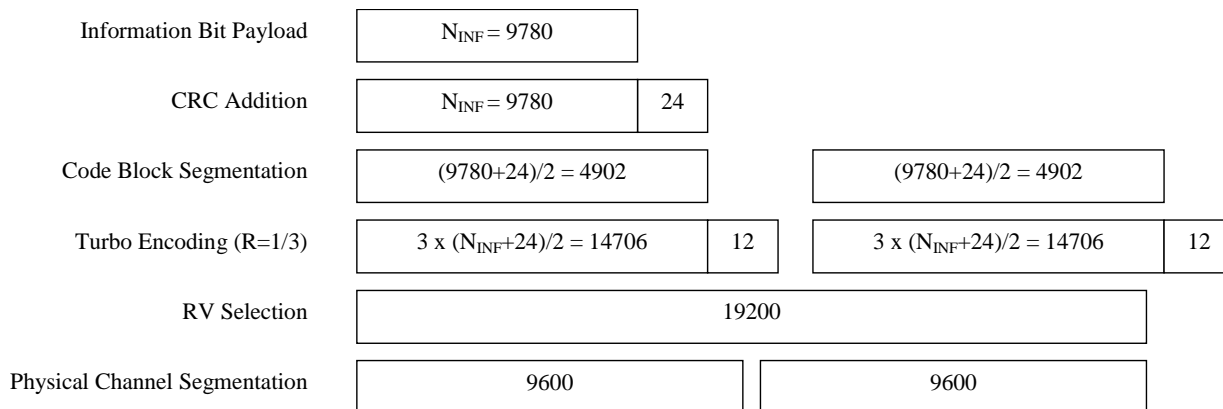 Information Bit Payload N_INF = 9780
CRC Addition N_INF = 9780 24
Code Block Segmentation (9780+24)/2 = 4902 (9780+24)/2 = 4902
Turbo Encoding (R=1/3) 3 x (N_INF+24)/2 = 14706 12 3 x (N_INF+24)/2 = 14706 12
RV Selection 19200
Physical Channel Segmentation 9600 9600